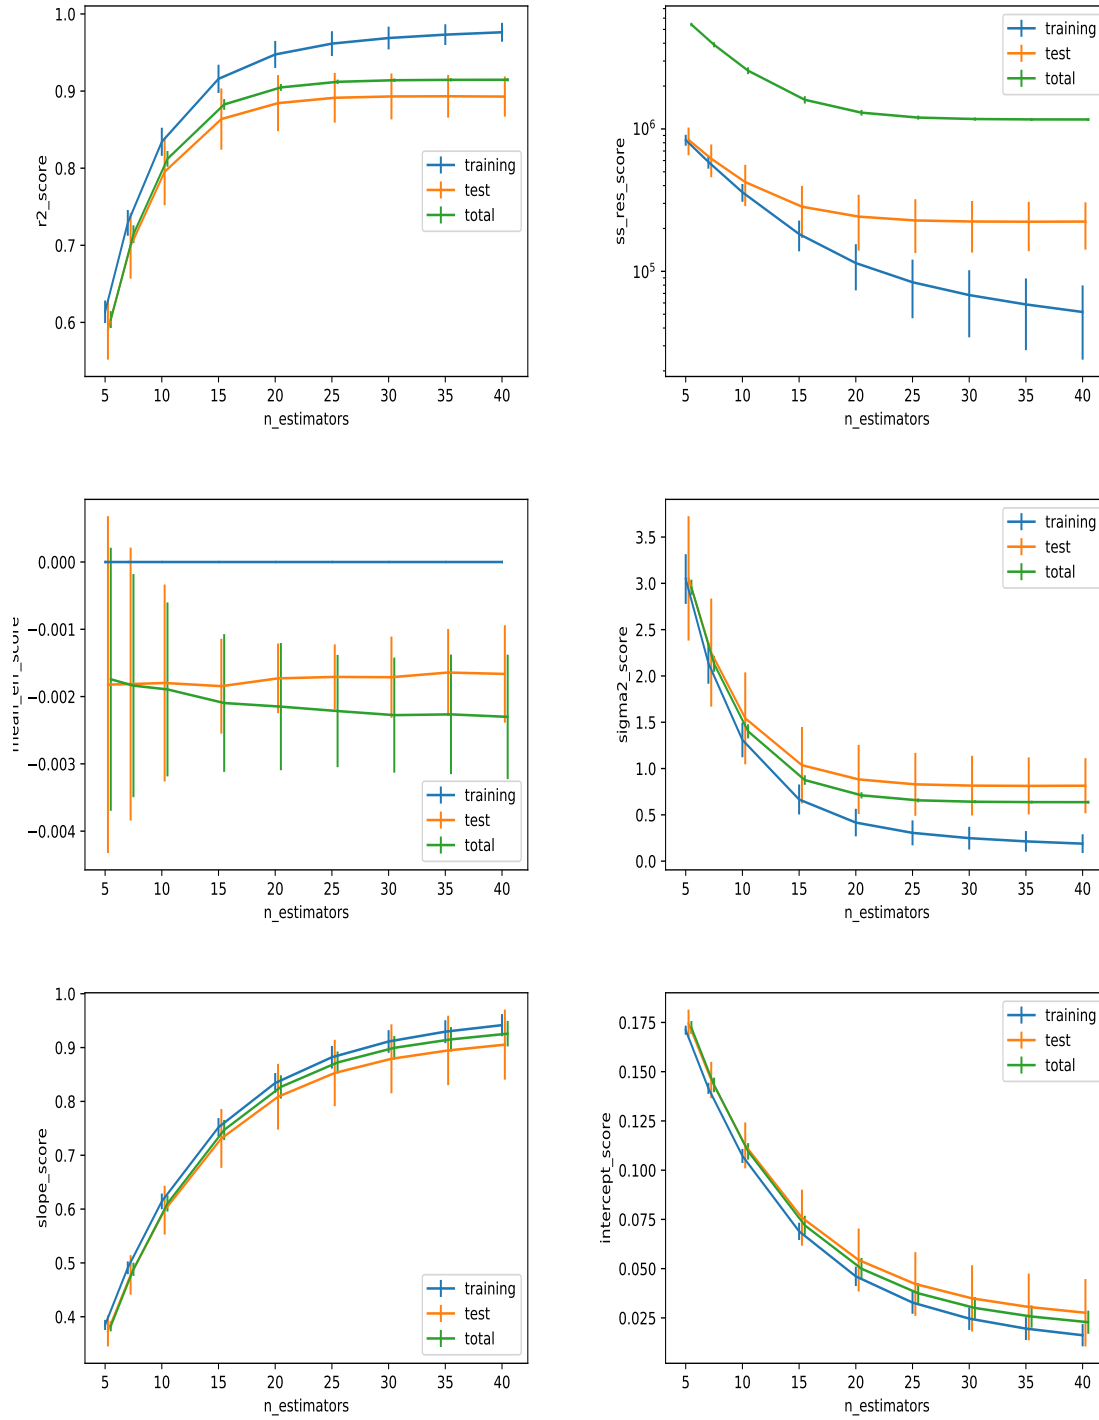 1.0
0.9
0.8
0.7
0.6
r2_score
5 10 15 20 25 30 35 40
n_estimators
training
test
total
10^6
10^5
ss_res_score
5 10 15 20 25 30 35 40
n_estimators
training
test
total
0.000
−0.001
−0.002
−0.003
−0.004
5 10 15 20 25 30 35 40
n_estimators
training
test
total
3.5
3.0
2.5
2.0
1.5
1.0
0.5
0.0
sigma2_score
5 10 15 20 25 30 35 40
n_estimators
training
test
total
1.0
0.9
0.8
0.7
0.6
0.5
0.4
slope_score
5 10 15 20 25 30 35 40
n_estimators
training
test
total
0.175
0.150
0.125
0.100
0.075
0.050
0.025
intercept_score
5 10 15 20 25 30 35 40
n_estimators
training
test
total